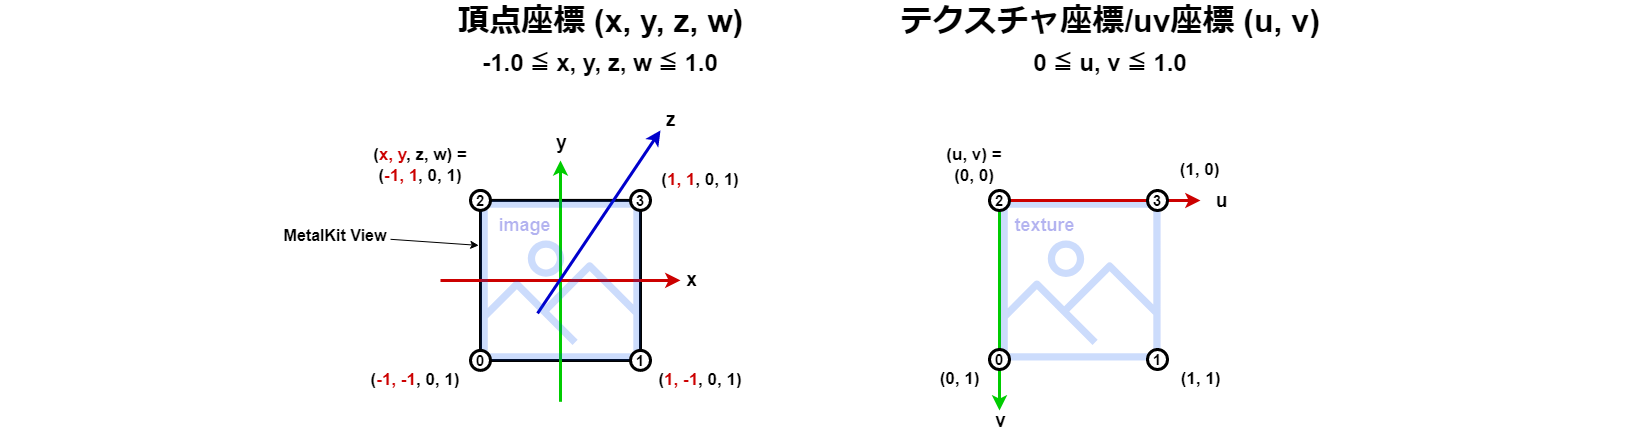 頂点座標 (x, y, z, w)
-1.0 ≦ x, y, z, w ≦ 1.0
z
y
(x, y, z, w) =
(-1, 1, 0, 1)
(1, 1, 0, 1)
2
3
image
MetalKit View
x
0
1
(-1, -1, 0, 1)
(1, -1, 0, 1)
テクスチャ座標/uv座標 (u, v)
0 ≦ u, v ≦ 1.0
(u, v) =
(0, 0)
(1, 0)
2
3
u
texture
0
1
(0, 1)
(1, 1)
v